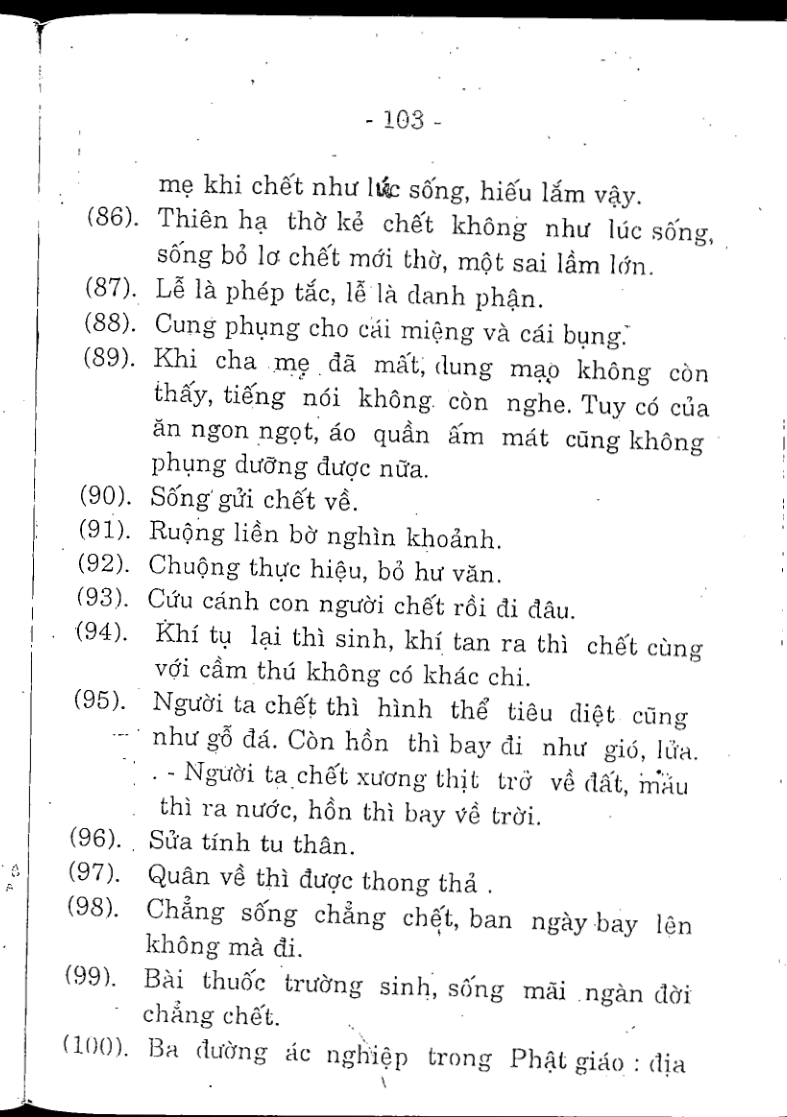 - 103 -
mẹ khi chết như lúc sống, hiếu lắm vậy.
(86). Thiên hạ thờ kẻ chết không như lúc sống,
sống bỏ lơ chết mới thờ, một sai lầm lớn.
(87). Lễ là phép tắc, lễ là danh phận.
(88). Cung phụng cho cái miệng và cái bụng.
(89). Khi cha mẹ đã mất, dung mạo không còn
thấy, tiếng nói không còn nghe. Tuy có của
ăn ngon ngọt, áo quần ấm mát cũng không
phụng dưỡng được nữa.
(90). Sống gửi chết về.
(91). Ruộng liền bờ nghìn khoảnh.
(92). Chuộng thực hiệu, bỏ hư văn.
(93). Cứu cánh con người chết rồi đi đâu.
(94). Khí tụ lại thì sinh, khí tan ra thì chết cùng
với cầm thú không có khác chi.
(95). Người ta chết thì hình thể tiêu diệt cũng
như gỗ đá. Còn hồn thì bay đi như gió, lửa.
- Người ta chết xương thịt trở về đất, máu
thì ra nước, hồn thì bay về trời.
(96). Sửa tính tu thân.
(97). Quân về thì được thong thả .
(98). Chẳng sống chẳng chết, ban ngày bay lên
không mà đi.
(99). Bài thuốc trường sinh, sống mãi ngàn đời
chẳng chết.
(100). Ba đường ác nghiệp trong Phật giáo : địa